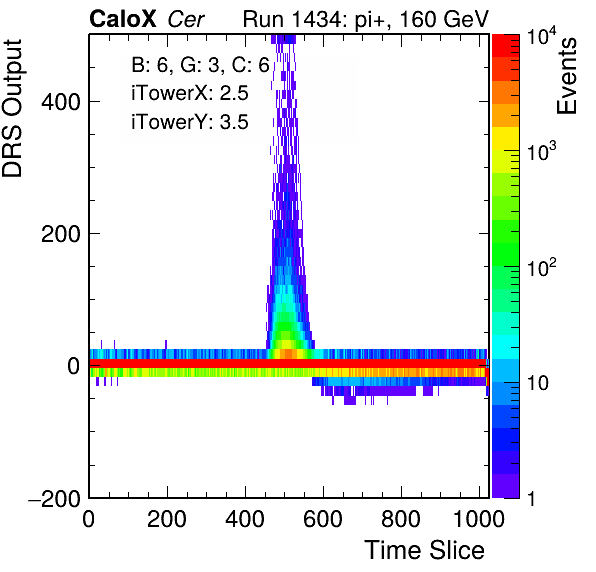 CaloX Cer Run 1434: pi+, 160 GeV
DRS Output
Events
B: 6, G: 3, C: 6
iTowerX: 2.5
iTowerY: 3.5
400
200
0
−200
0 200 400 600 800 1000
Time Slice
10^4
10^3
10^2
10
1